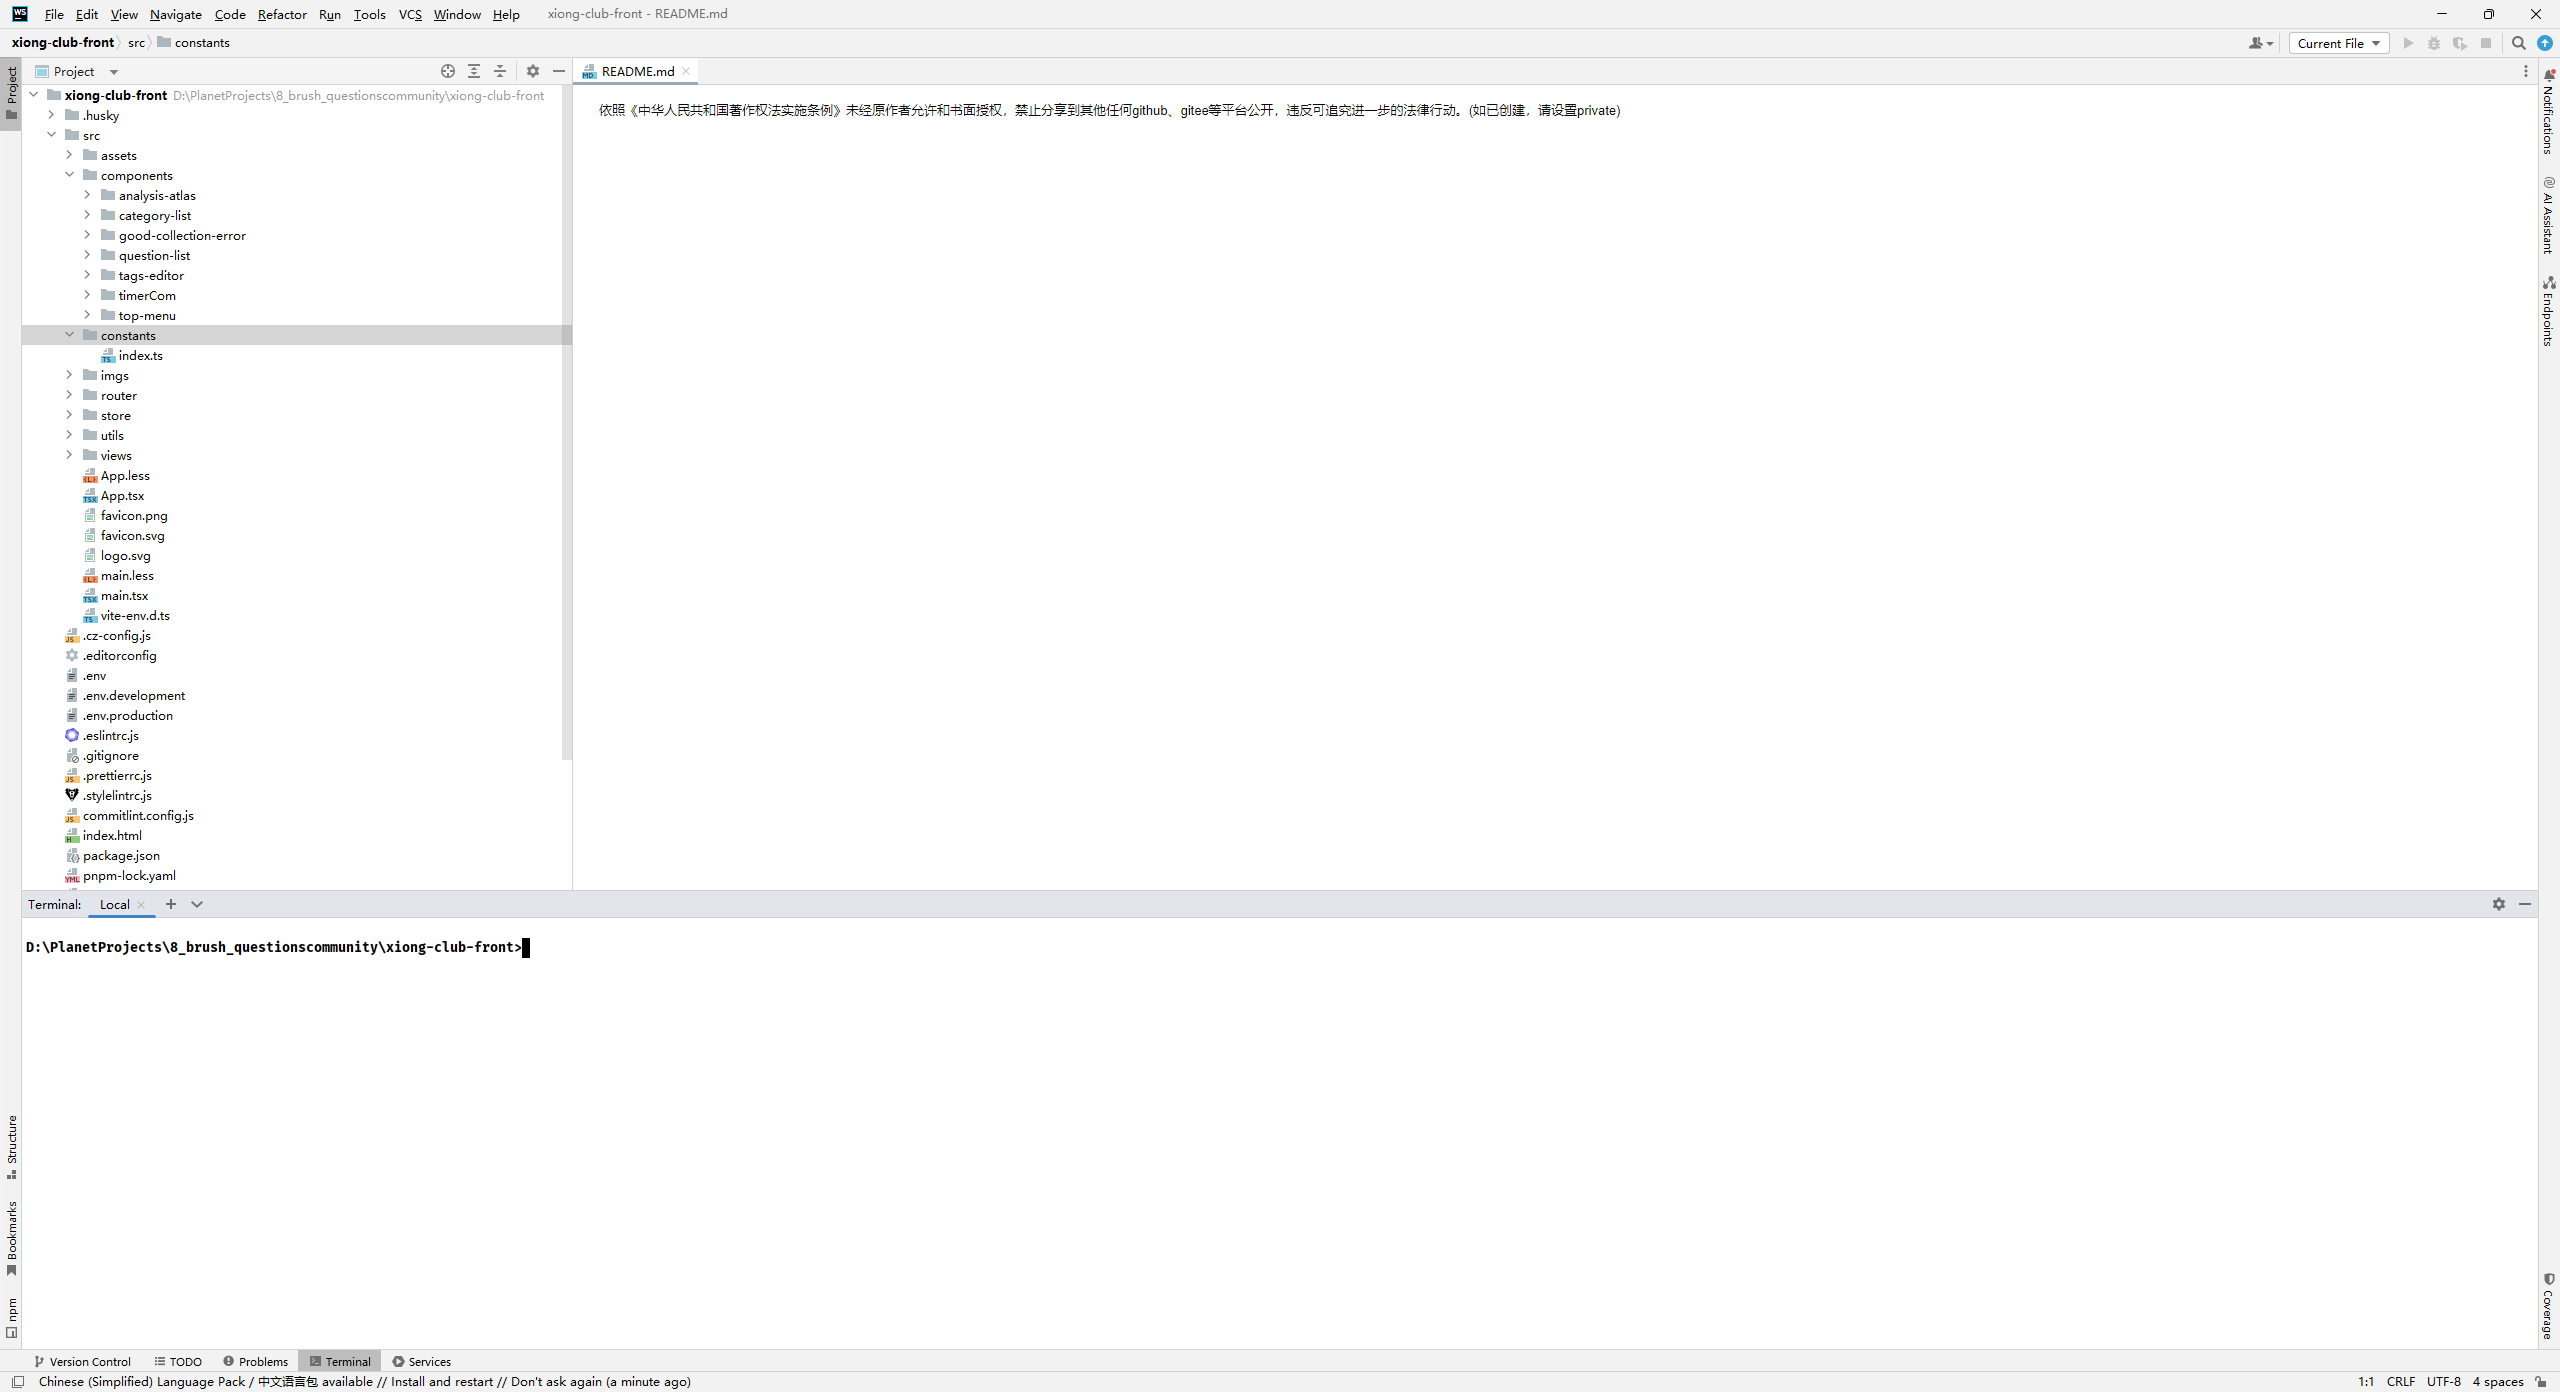 WS File Edit View Navigate Code Refactor Run Tools VCS Window Help xiong-club-front - README.md
xiong-club-front src constants Current File
Project
Project
README.md
xiong-club-front D:\PlanetProjects\8_brush_questionscommunity\xiong-club-front
.husky
src
assets
components
analysis-atlas
category-list
good-collection-error
question-list
tags-editor
timerCom
top-menu
constants
index.ts
imgs
router
store
utils
views
App.less
App.tsx
favicon.png
favicon.svg
logo.svg
main.less
main.tsx
vite-env.d.ts
.cz-config.js
.editorconfig
.env
.env.development
.env.production
.eslintrc.js
.gitignore
.prettierrc.js
.stylelintrc.js
commitlint.config.js
index.html
package.json
pnpm-lock.yaml
依照《中华人民共和国著作权法实施条例》未经原作者允许和书面授权，禁止分享到其他任何github、gitee等平台公开，违反可追究进一步的法律行动。(如已创建，请设置private)
Notifications
AI Assistant
Endpoints
Terminal: Local
D:\PlanetProjects\8_brush_questionscommunity\xiong-club-front>
Structure
Bookmarks
npm
Coverage
Version Control TODO Problems Terminal Services
Chinese (Simplified) Language Pack / 中文语言包 available // Install and restart // Don't ask again (a minute ago) 1:1 CRLF UTF-8 4 spaces